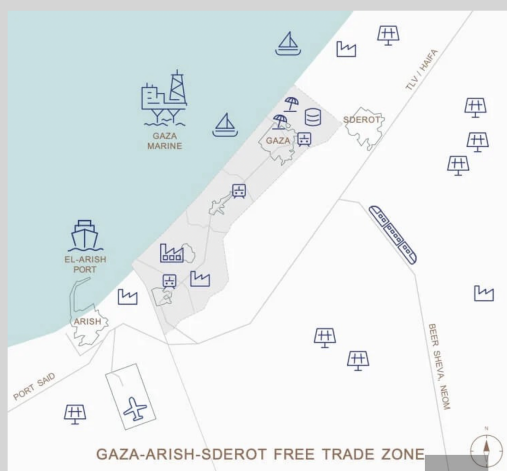 TLV / HAIFA
GAZA
MARINE
GAZA
SDEROT
EL-ARISH
PORT
ARISH
PORT SAID
BEER SHEVA, NEOM
N
GAZA-ARISH-SDEROT FREE TRADE ZONE